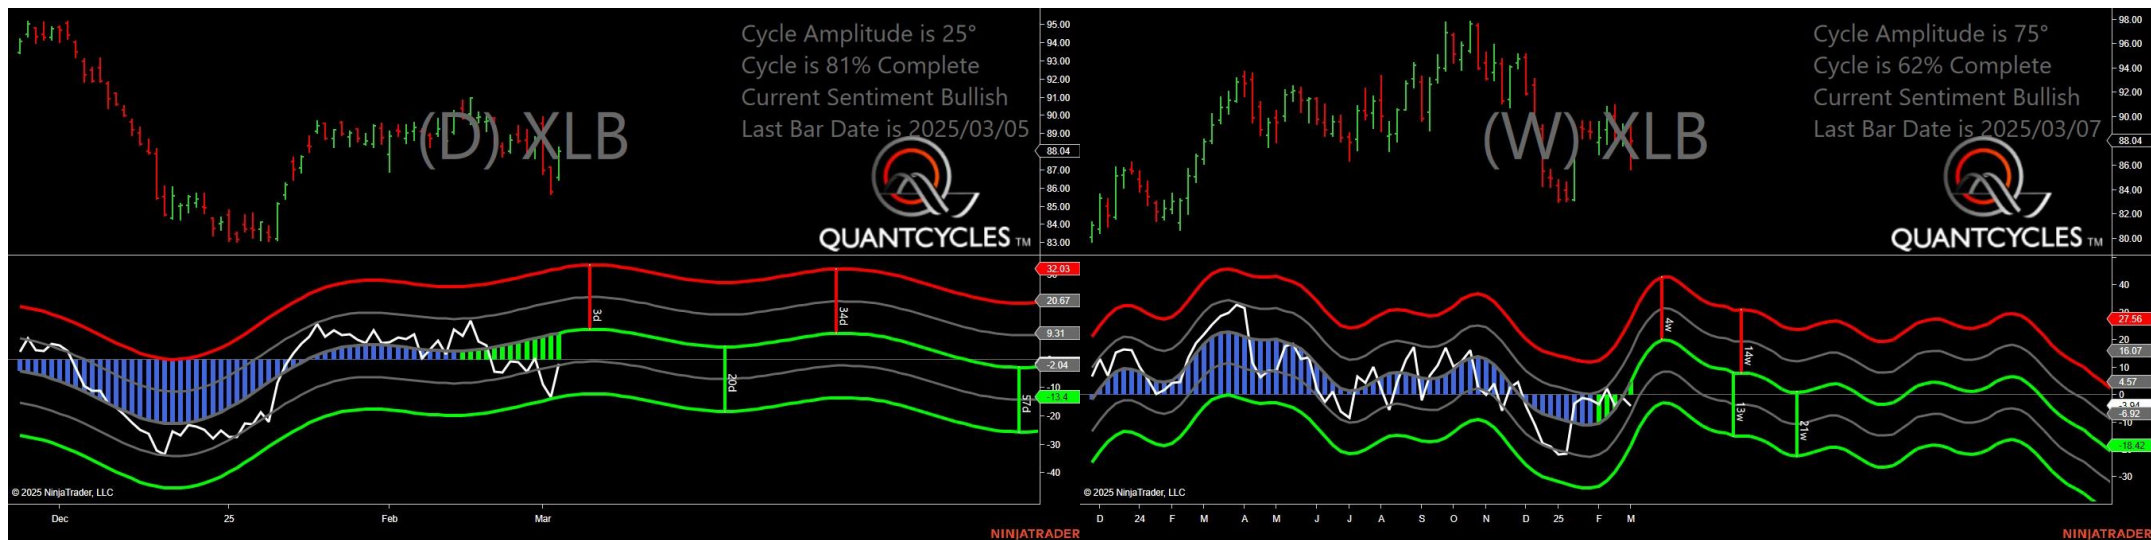 Cycle Amplitude is 25°
Cycle is 81% Complete
Current Sentiment Bullish
Last Bar Date is 2025/03/05
(D) XLB
QUANTCYCLES TM
95.00
94.00
93.00
92.00
91.00
90.00
89.00
88.04
87.00
86.00
85.00
84.00
83.00
32.03
20.67
9.31
-2.04
-10
-13.4
-20
-30
-40
3d
20d
34d
57d
© 2025 NinjaTrader, LLC
Dec 25 Feb Mar
NINJATRADER
Cycle Amplitude is 75°
Cycle is 62% Complete
Current Sentiment Bullish
Last Bar Date is 2025/03/07
(W) XLB
QUANTCYCLES TM
98.00
96.00
94.00
92.00
90.00
88.04
86.00
84.00
82.00
80.00
40
27.56
20
16.07
10
4.57
0
-3.94
-6.92
-10
-18.42
-30
4w
13w
14w
21w
© 2025 NinjaTrader, LLC
D 24 F M A M J J A S O N D 25 F M
NINJATRADER